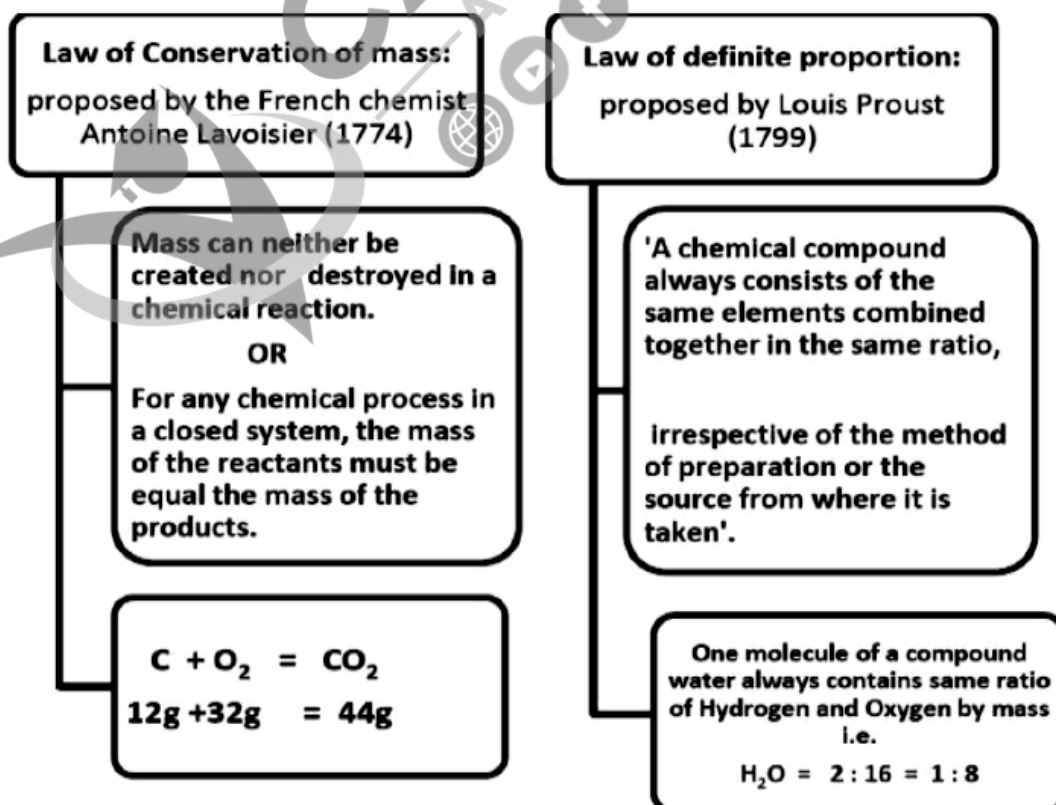 Law of Conservation of mass:
proposed by the French chemist
Antoine Lavoisier (1774)
Mass can neither be
created nor destroyed in a
chemical reaction.
OR
For any chemical process in
a closed system, the mass
of the reactants must be
equal the mass of the
products.
C + O₂ = CO₂
12g +32g = 44g
Law of definite proportion:
proposed by Louis Proust
(1799)
'A chemical compound
always consists of the
same elements combined
together in the same ratio,
irrespective of the method
of preparation or the
source from where it is
taken'.
One molecule of a compound
water always contains same ratio
of Hydrogen and Oxygen by mass
i.e.
H₂O = 2 : 16 = 1 : 8